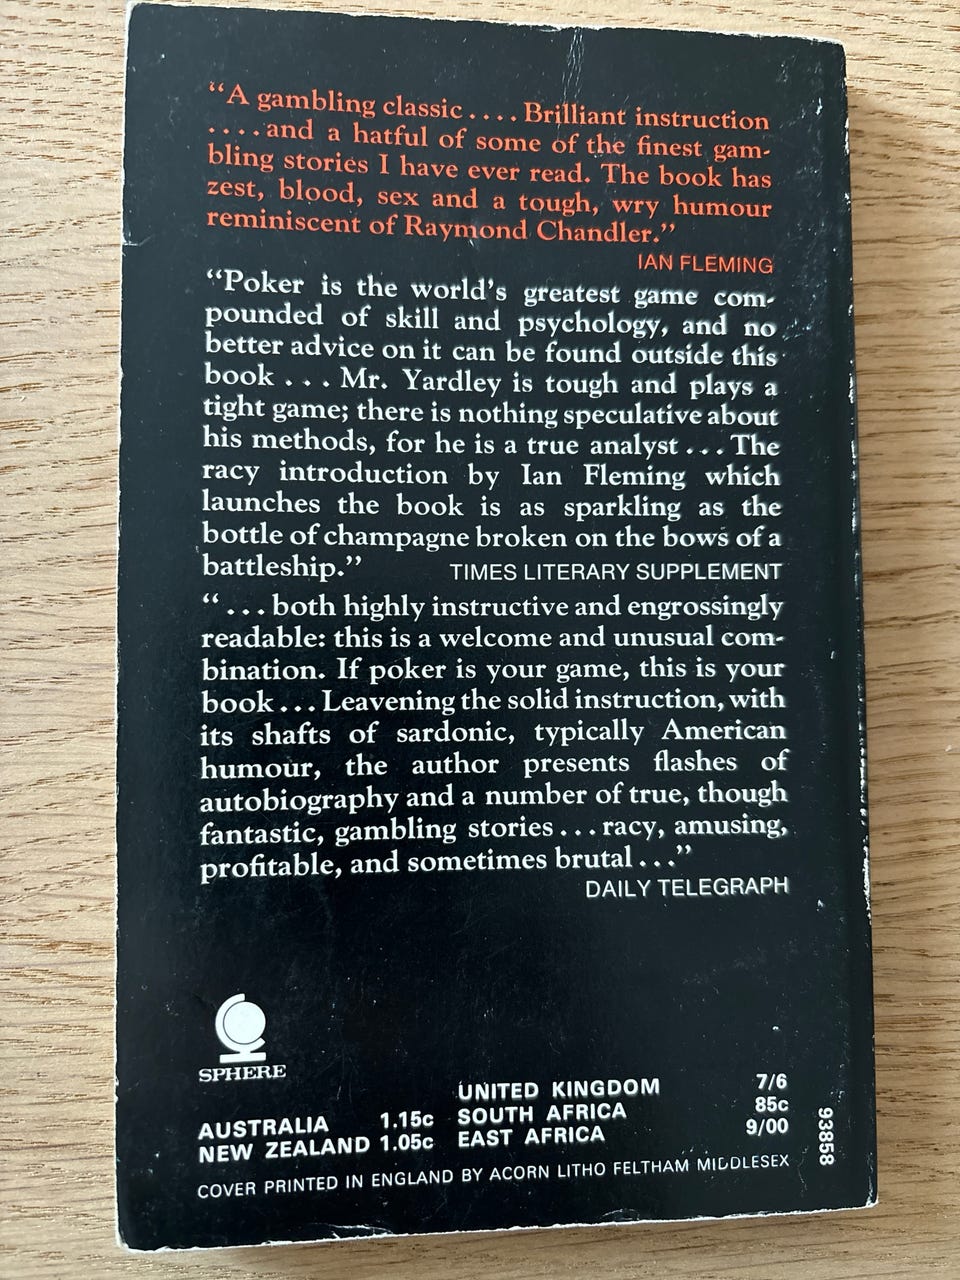 “A gambling classic.... Brilliant instruction
....and a hatful of some of the finest gam-
bling stories I have ever read. The book has
zest, blood, sex and a tough, wry humour
reminiscent of Raymond Chandler.”
IAN FLEMING
“Poker is the world's greatest game com-
pounded of skill and psychology, and no
better advice on it can be found outside this
book ... Mr. Yardley is tough and plays a
tight game; there is nothing speculative about
his methods, for he is a true analyst... The
racy introduction by Ian Fleming which
launches the book is as sparkling as the
bottle of champagne broken on the bows of a
battleship.” TIMES LITERARY SUPPLEMENT
“...both highly instructive and engrossingly
readable: this is a welcome and unusual com-
bination. If poker is your game, this is your
book... Leavening the solid instruction, with
its shafts of sardonic, typically American
humour, the author presents flashes of
autobiography and a number of true, though
fantastic, gambling stories...racy, amusing,
profitable, and sometimes brutal...”
DAILY TELEGRAPH
SPHERE
UNITED KINGDOM 7/6
AUSTRALIA 1.15c SOUTH AFRICA 85c
NEW ZEALAND 1.05c EAST AFRICA 9/00
COVER PRINTED IN ENGLAND BY ACORN LITHO FELTHAM MIDDLESEX
93858